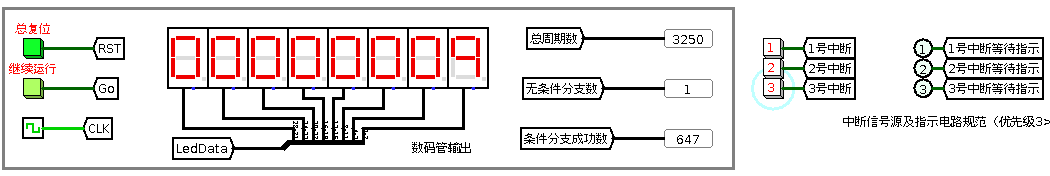 总复位
RST
继续运行
Go
CLK
00000009
LedData
数码管输出
总周期数
3250
无条件分支数
1
条件分支成功数
647
1 1号中断
2 2号中断
3 3号中断
1 1号中断等待指示
2 2号中断等待指示
3 3号中断等待指示
中断信号源及指示电路规范（优先级3>